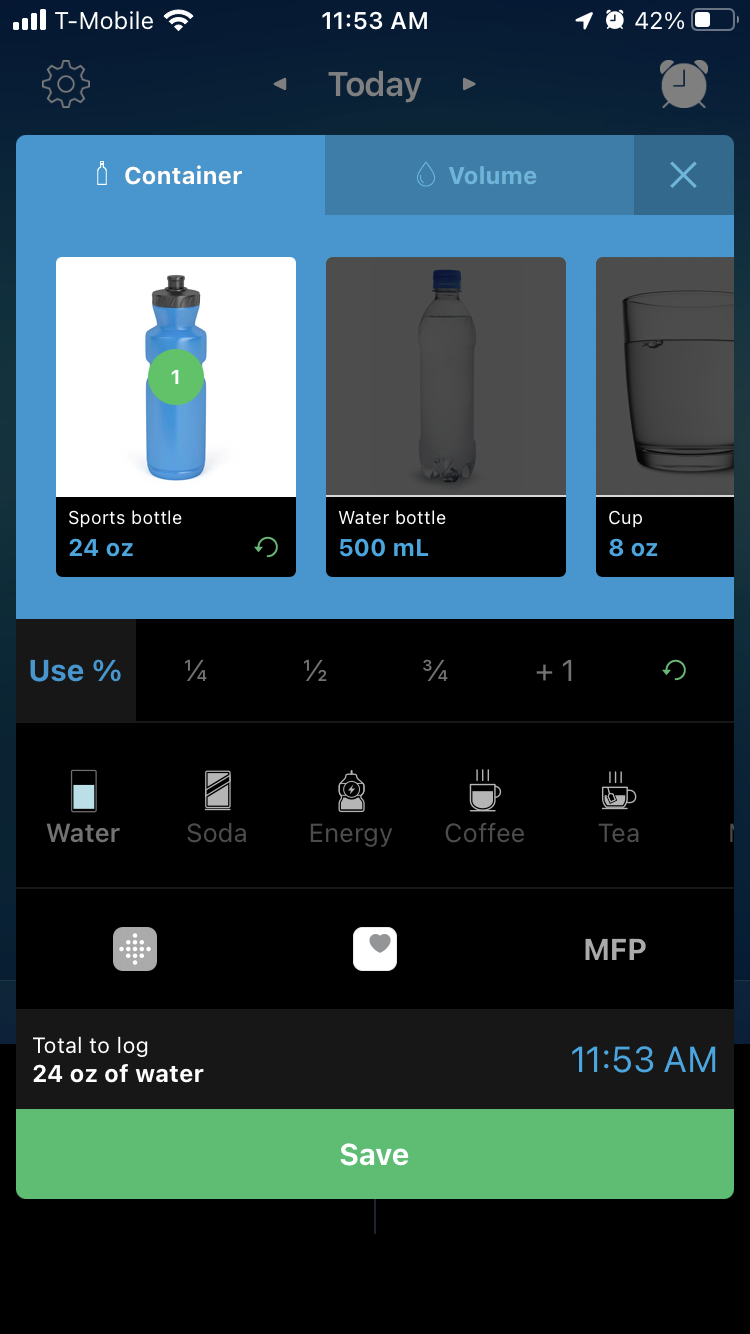 T-Mobile 11:53 AM 42%
Today
Container Volume
1
Sports bottle Water bottle Cup
24 oz 500 mL 8 oz
Use % ¼ ½ ¾ + 1
Water Soda Energy Coffee Tea
MFP
Total to log
24 oz of water 11:53 AM
Save